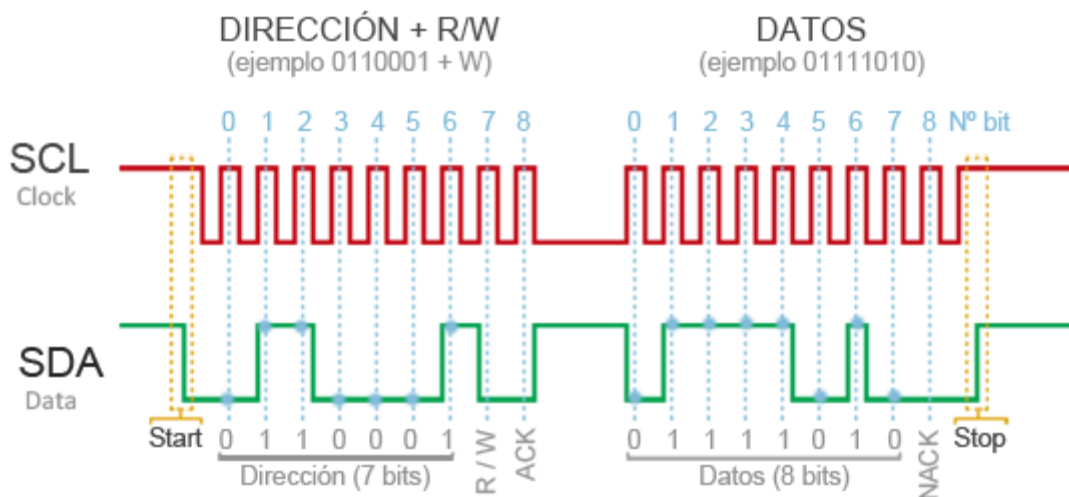 DIRECCIÓN + R/W
(ejemplo 0110001 + W)
DATOS
(ejemplo 01111010)
0 1 2 3 4 5 6 7 8
0 1 2 3 4 5 6 7 8 Nº bit
SCL
Clock
SDA
Data
Start
0 1 1 0 0 0 1
R / W
ACK
Dirección (7 bits)
0 1 1 1 1 0 1 0
NACK
Datos (8 bits)
Stop